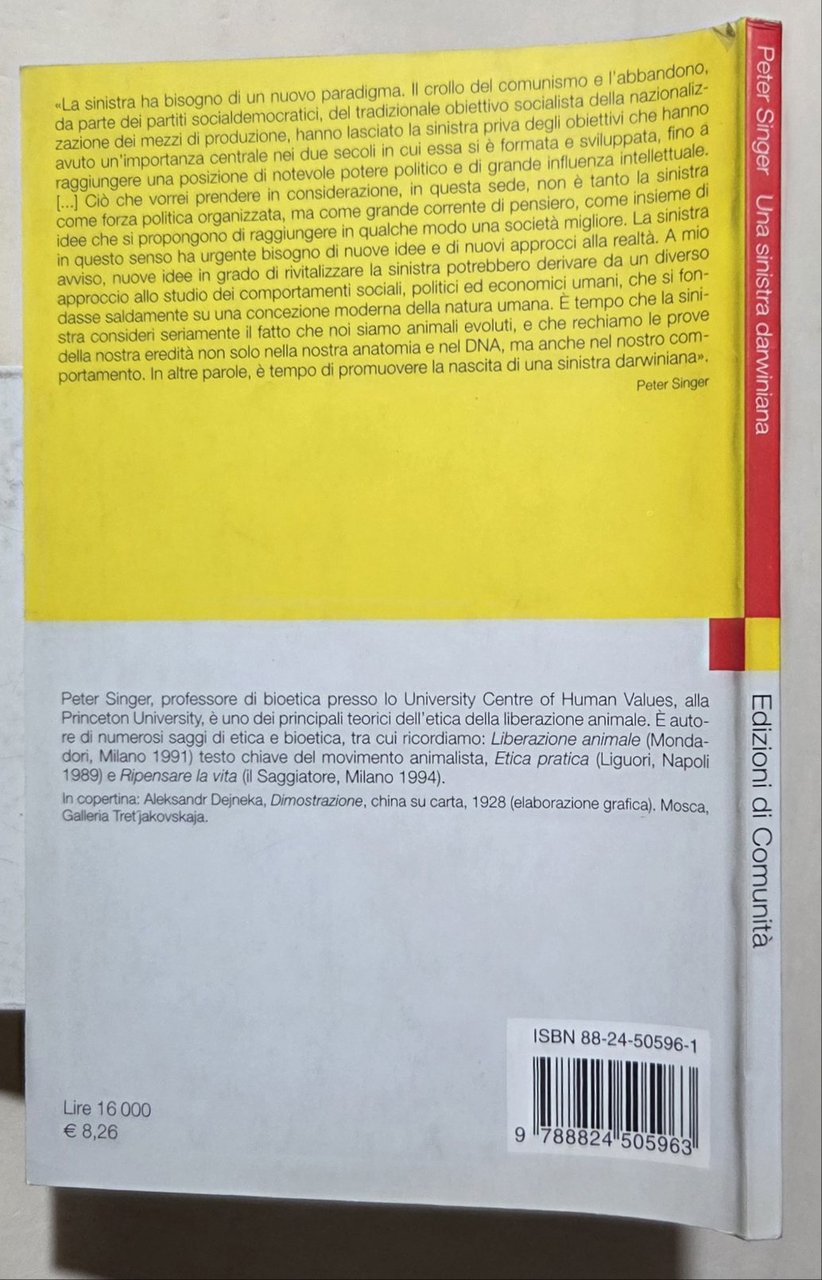 «La sinistra ha bisogno di un nuovo paradigma. Il crollo del comunismo e l'abbandono,
da parte dei partiti socialdemocratici, del tradizionale obiettivo socialista della nazionaliz-
zazione dei mezzi di produzione, hanno lasciato la sinistra priva degli obiettivi che hanno
avuto un'importanza centrale nei due secoli in cui essa si è formata e sviluppata, fino a
raggiungere una posizione di notevole potere politico e di grande influenza intellettuale.
[...] Ciò che vorrei prendere in considerazione, in questa sede, non è tanto la sinistra
come forza politica organizzata, ma come grande corrente di pensiero, come insieme di
idee che si propongono di raggiungere in qualche modo una società migliore. La sinistra
in questo senso ha urgente bisogno di nuove idee e di nuovi approcci alla realtà. A mio
avviso, nuove idee in grado di rivitalizzare la sinistra potrebbero derivare da un diverso
approccio allo studio dei comportamenti sociali, politici ed economici umani, che si fon-
dasse saldamente su una concezione moderna della natura umana. È tempo che la sini-
stra consideri seriamente il fatto che noi siamo animali evoluti, e che rechiamo le prove
della nostra eredità non solo nella nostra anatomia e nel DNA, ma anche nel nostro com-
portamento. In altre parole, è tempo di promuovere la nascita di una sinistra darwiniana».
Peter Singer
Peter Singer, professore di bioetica presso lo University Centre of Human Values, alla
Princeton University, è uno dei principali teorici dell'etica della liberazione animale. È auto-
re di numerosi saggi di etica e bioetica, tra cui ricordiamo: Liberazione animale (Monda-
dori, Milano 1991) testo chiave del movimento animalista, Etica pratica (Liguori, Napoli
1989) e Ripensare la vita (il Saggiatore, Milano 1994).
In copertina: Aleksandr Dejneka, Dimostrazione, china su carta, 1928 (elaborazione grafica). Mosca,
Galleria Tret'jakovskaja.
Lire 16 000
€ 8,26
ISBN 88-24-50596-1
9 788824 505963
Peter Singer Una sinistra darwiniana
Edizioni di Comunità